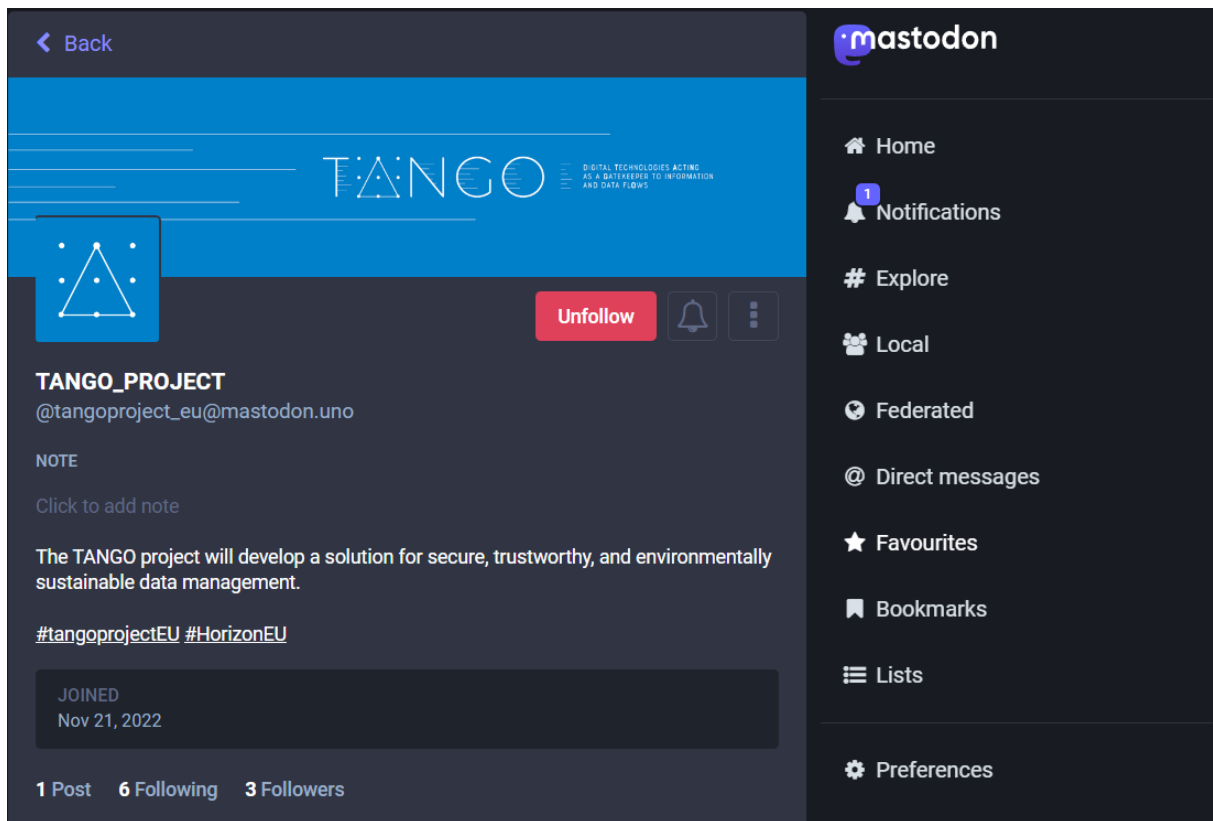 Back
TANGO
DIGITAL TECHNOLOGIES ACTING
AS A GATEKEEPER TO INFORMATION
AND DATA FLOWS
Unfollow
TANGO_PROJECT
@tangoproject_eu@mastodon.uno
NOTE
Click to add note
The TANGO project will develop a solution for secure, trustworthy, and environmentally
sustainable data management.
#tangoprojectEU #HorizonEU
JOINED
Nov 21, 2022
1 Post 6 Following 3 Followers
mastodon
Home
1
Notifications
# Explore
Local
Federated
@ Direct messages
Favourites
Bookmarks
Lists
Preferences